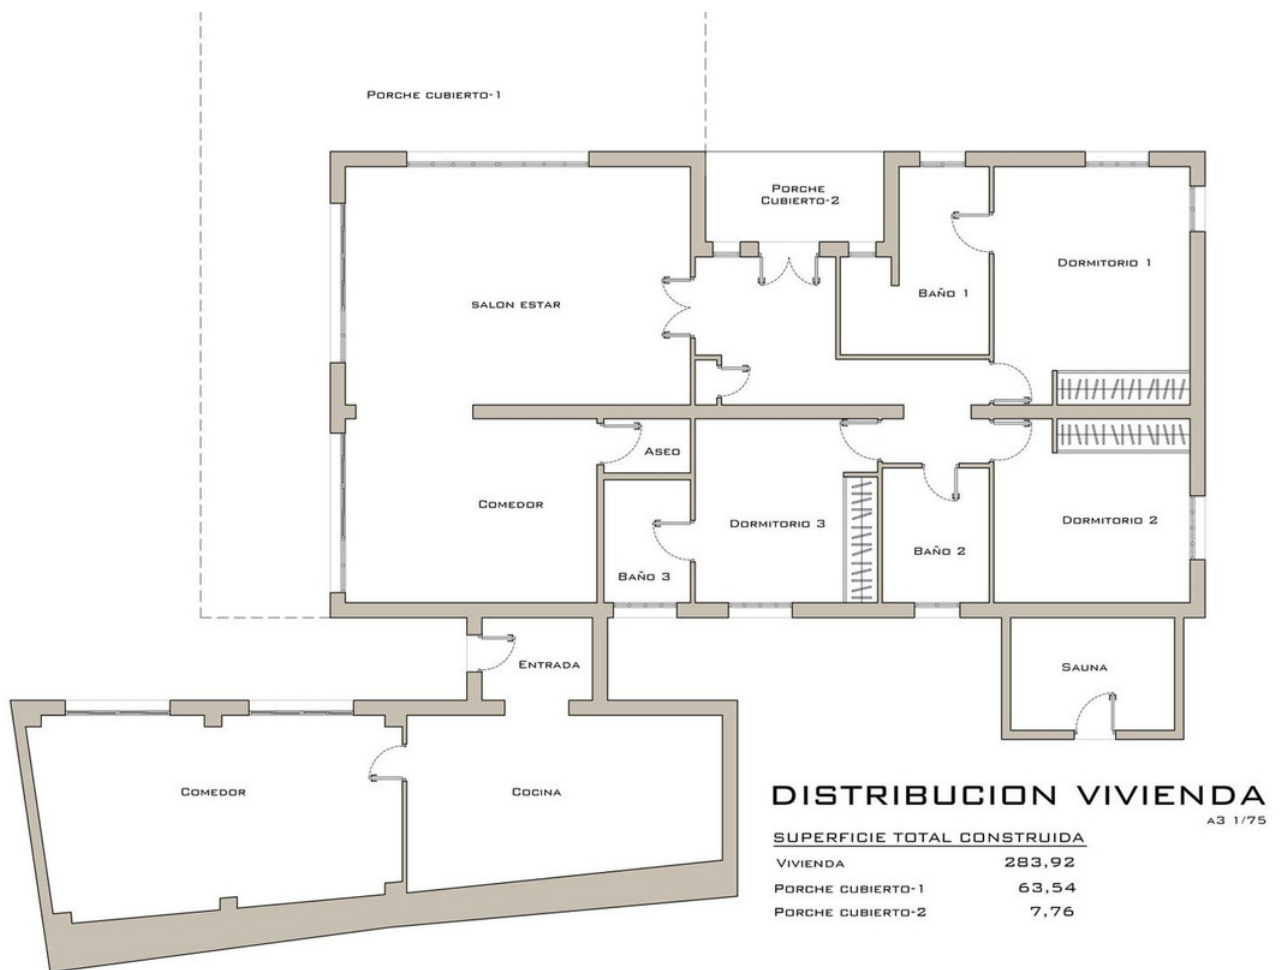 PORCHE CUBIERTO-1
PORCHE
CUBIERTO-2
DORMITORIO 1
BAÑO 1
SALON ESTAR
ASEO
COMEDOR
DORMITORIO 3
DORMITORIO 2
BAÑO 2
BAÑO 3
ENTRADA
SAUNA
COMEDOR
COCINA
DISTRIBUCION VIVIENDA
A3 1/75
SUPERFICIE TOTAL CONSTRUIDA
VIVIENDA 283,92
PORCHE CUBIERTO-1 63,54
PORCHE CUBIERTO-2 7,76